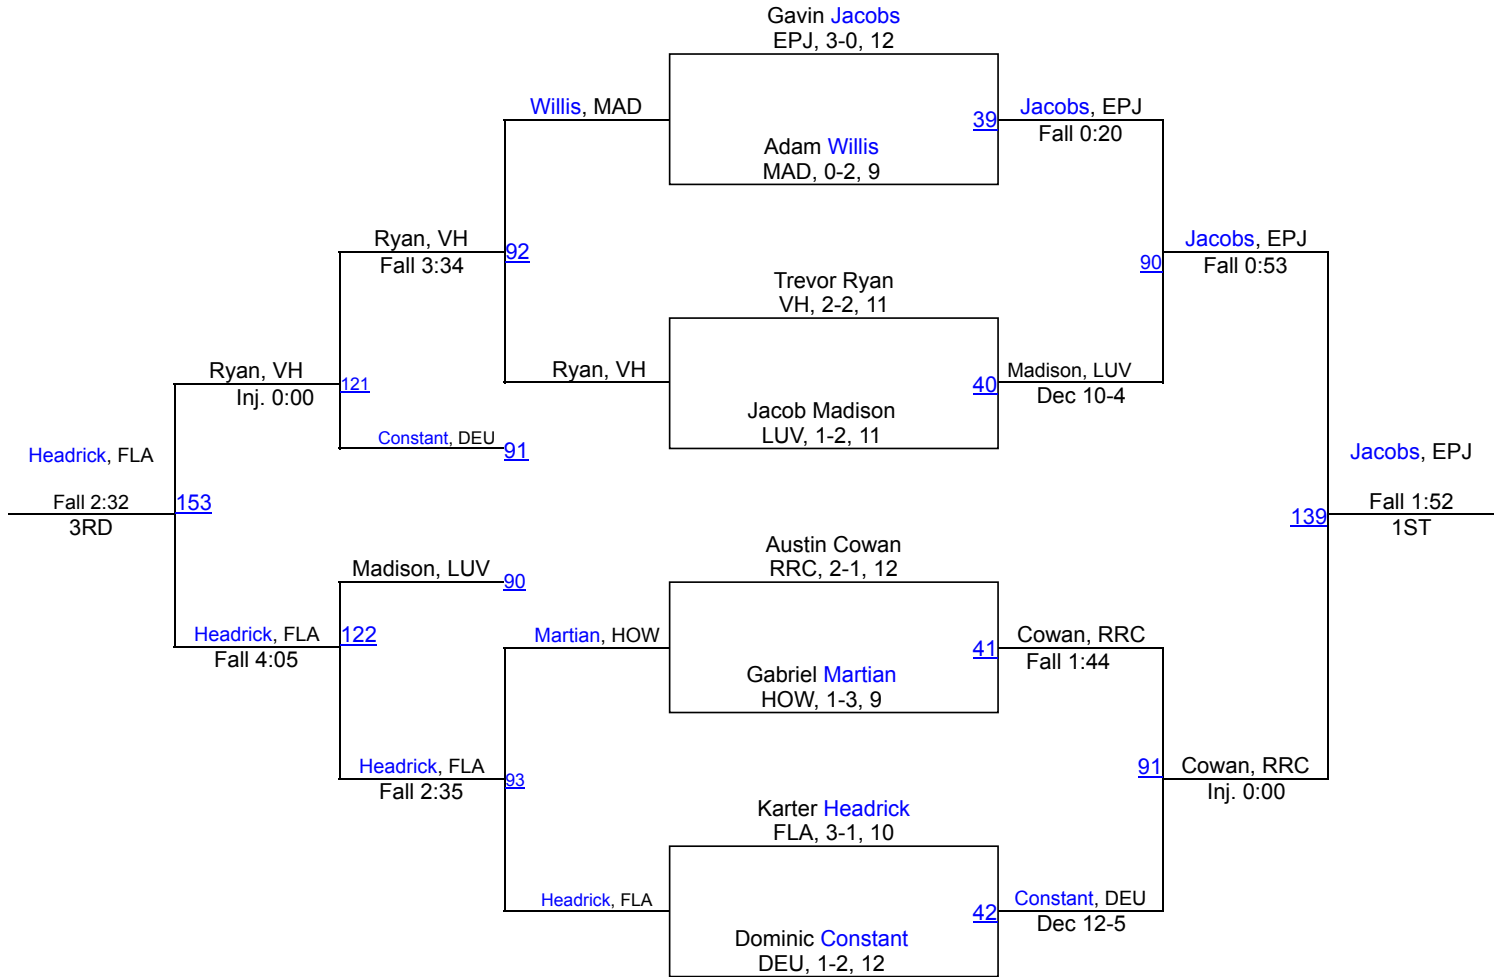 Gavin Jacobs
EPJ, 3-0, 12
Willis, MAD
39
Jacobs, EPJ
Fall 0:20
Adam Willis
MAD, 0-2, 9
Ryan, VH
Fall 3:34
92
Jacobs, EPJ
Fall 0:53
90
Trevor Ryan
VH, 2-2, 11
Ryan, VH
Inj. 0:00
121
Ryan, VH
40
Madison, LUV
Dec 10-4
Jacob Madison
LUV, 1-2, 11
Constant, DEU
91
Headrick, FLA
Fall 2:32
3RD
153
Jacobs, EPJ
Fall 1:52
1ST
139
Austin Cowan
RRC, 2-1, 12
Madison, LUV
90
Headrick, FLA
Fall 4:05
122
Martian, HOW
41
Cowan, RRC
Fall 1:44
Gabriel Martian
HOW, 1-3, 9
Headrick, FLA
Fall 2:35
93
91
Cowan, RRC
Inj. 0:00
Karter Headrick
FLA, 3-1, 10
Headrick, FLA
42
Constant, DEU
Dec 12-5
Dominic Constant
DEU, 1-2, 12